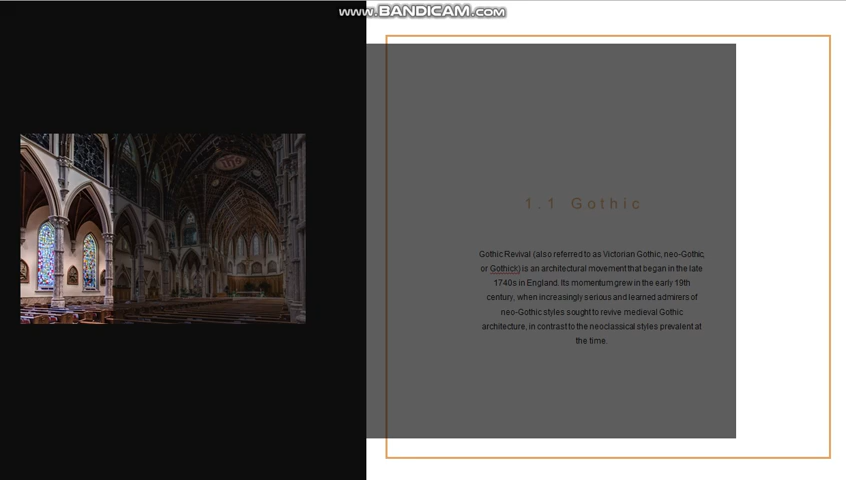 www.BANDICAM.com
1.1 Gothic
Gothic Revival (also referred to as Victorian Gothic, neo-Gothic,
or Gothick) is an architectural movement that began in the late
1740s in England. Its momentum grew in the early 19th
century, when increasingly serious and learned admirers of
neo-Gothic styles sought to revive medieval Gothic
architecture, in contrast to the neoclassical styles prevalent at
the time.